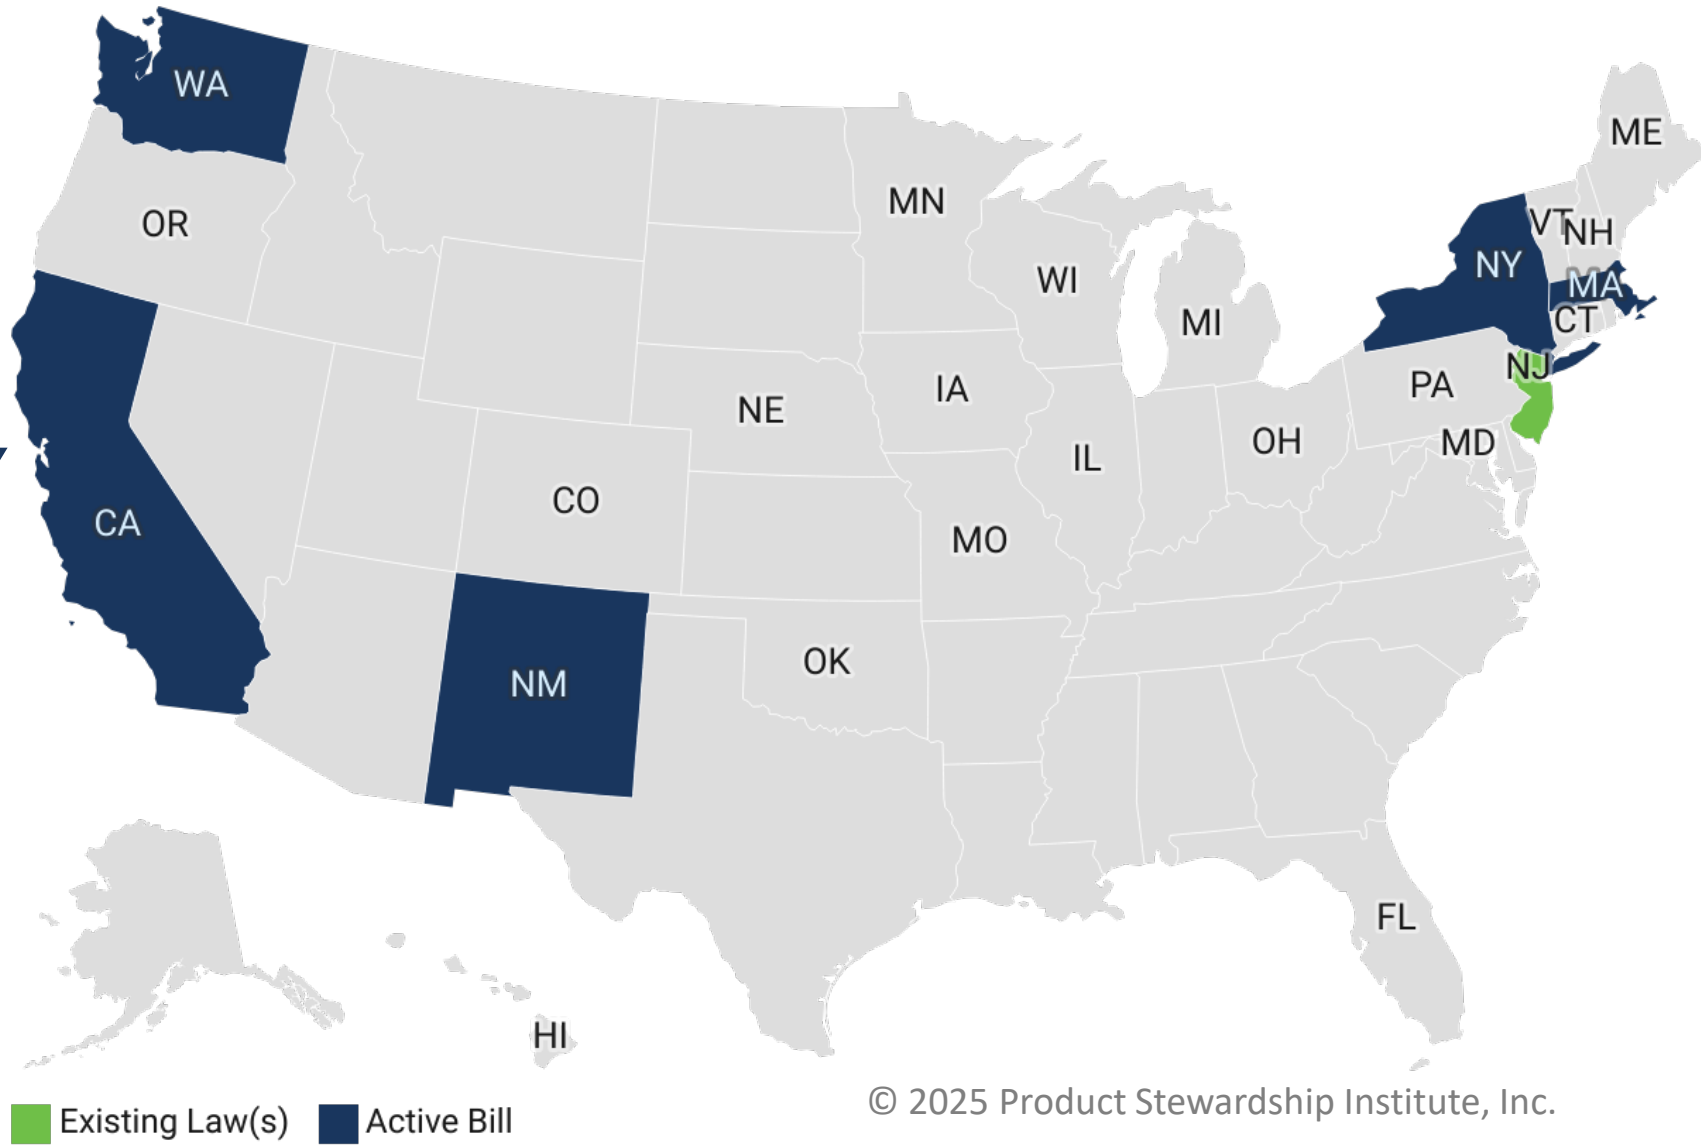 WA
ME
MN
OR
VT
NH
NY
WI
MA
MI
CT
NJ
PA
IA
NE
OH
MD
IL
CO
CA
MO
OK
NM
FL
HI
© 2025 Product Stewardship Institute, Inc.
Existing Law(s) Active Bill